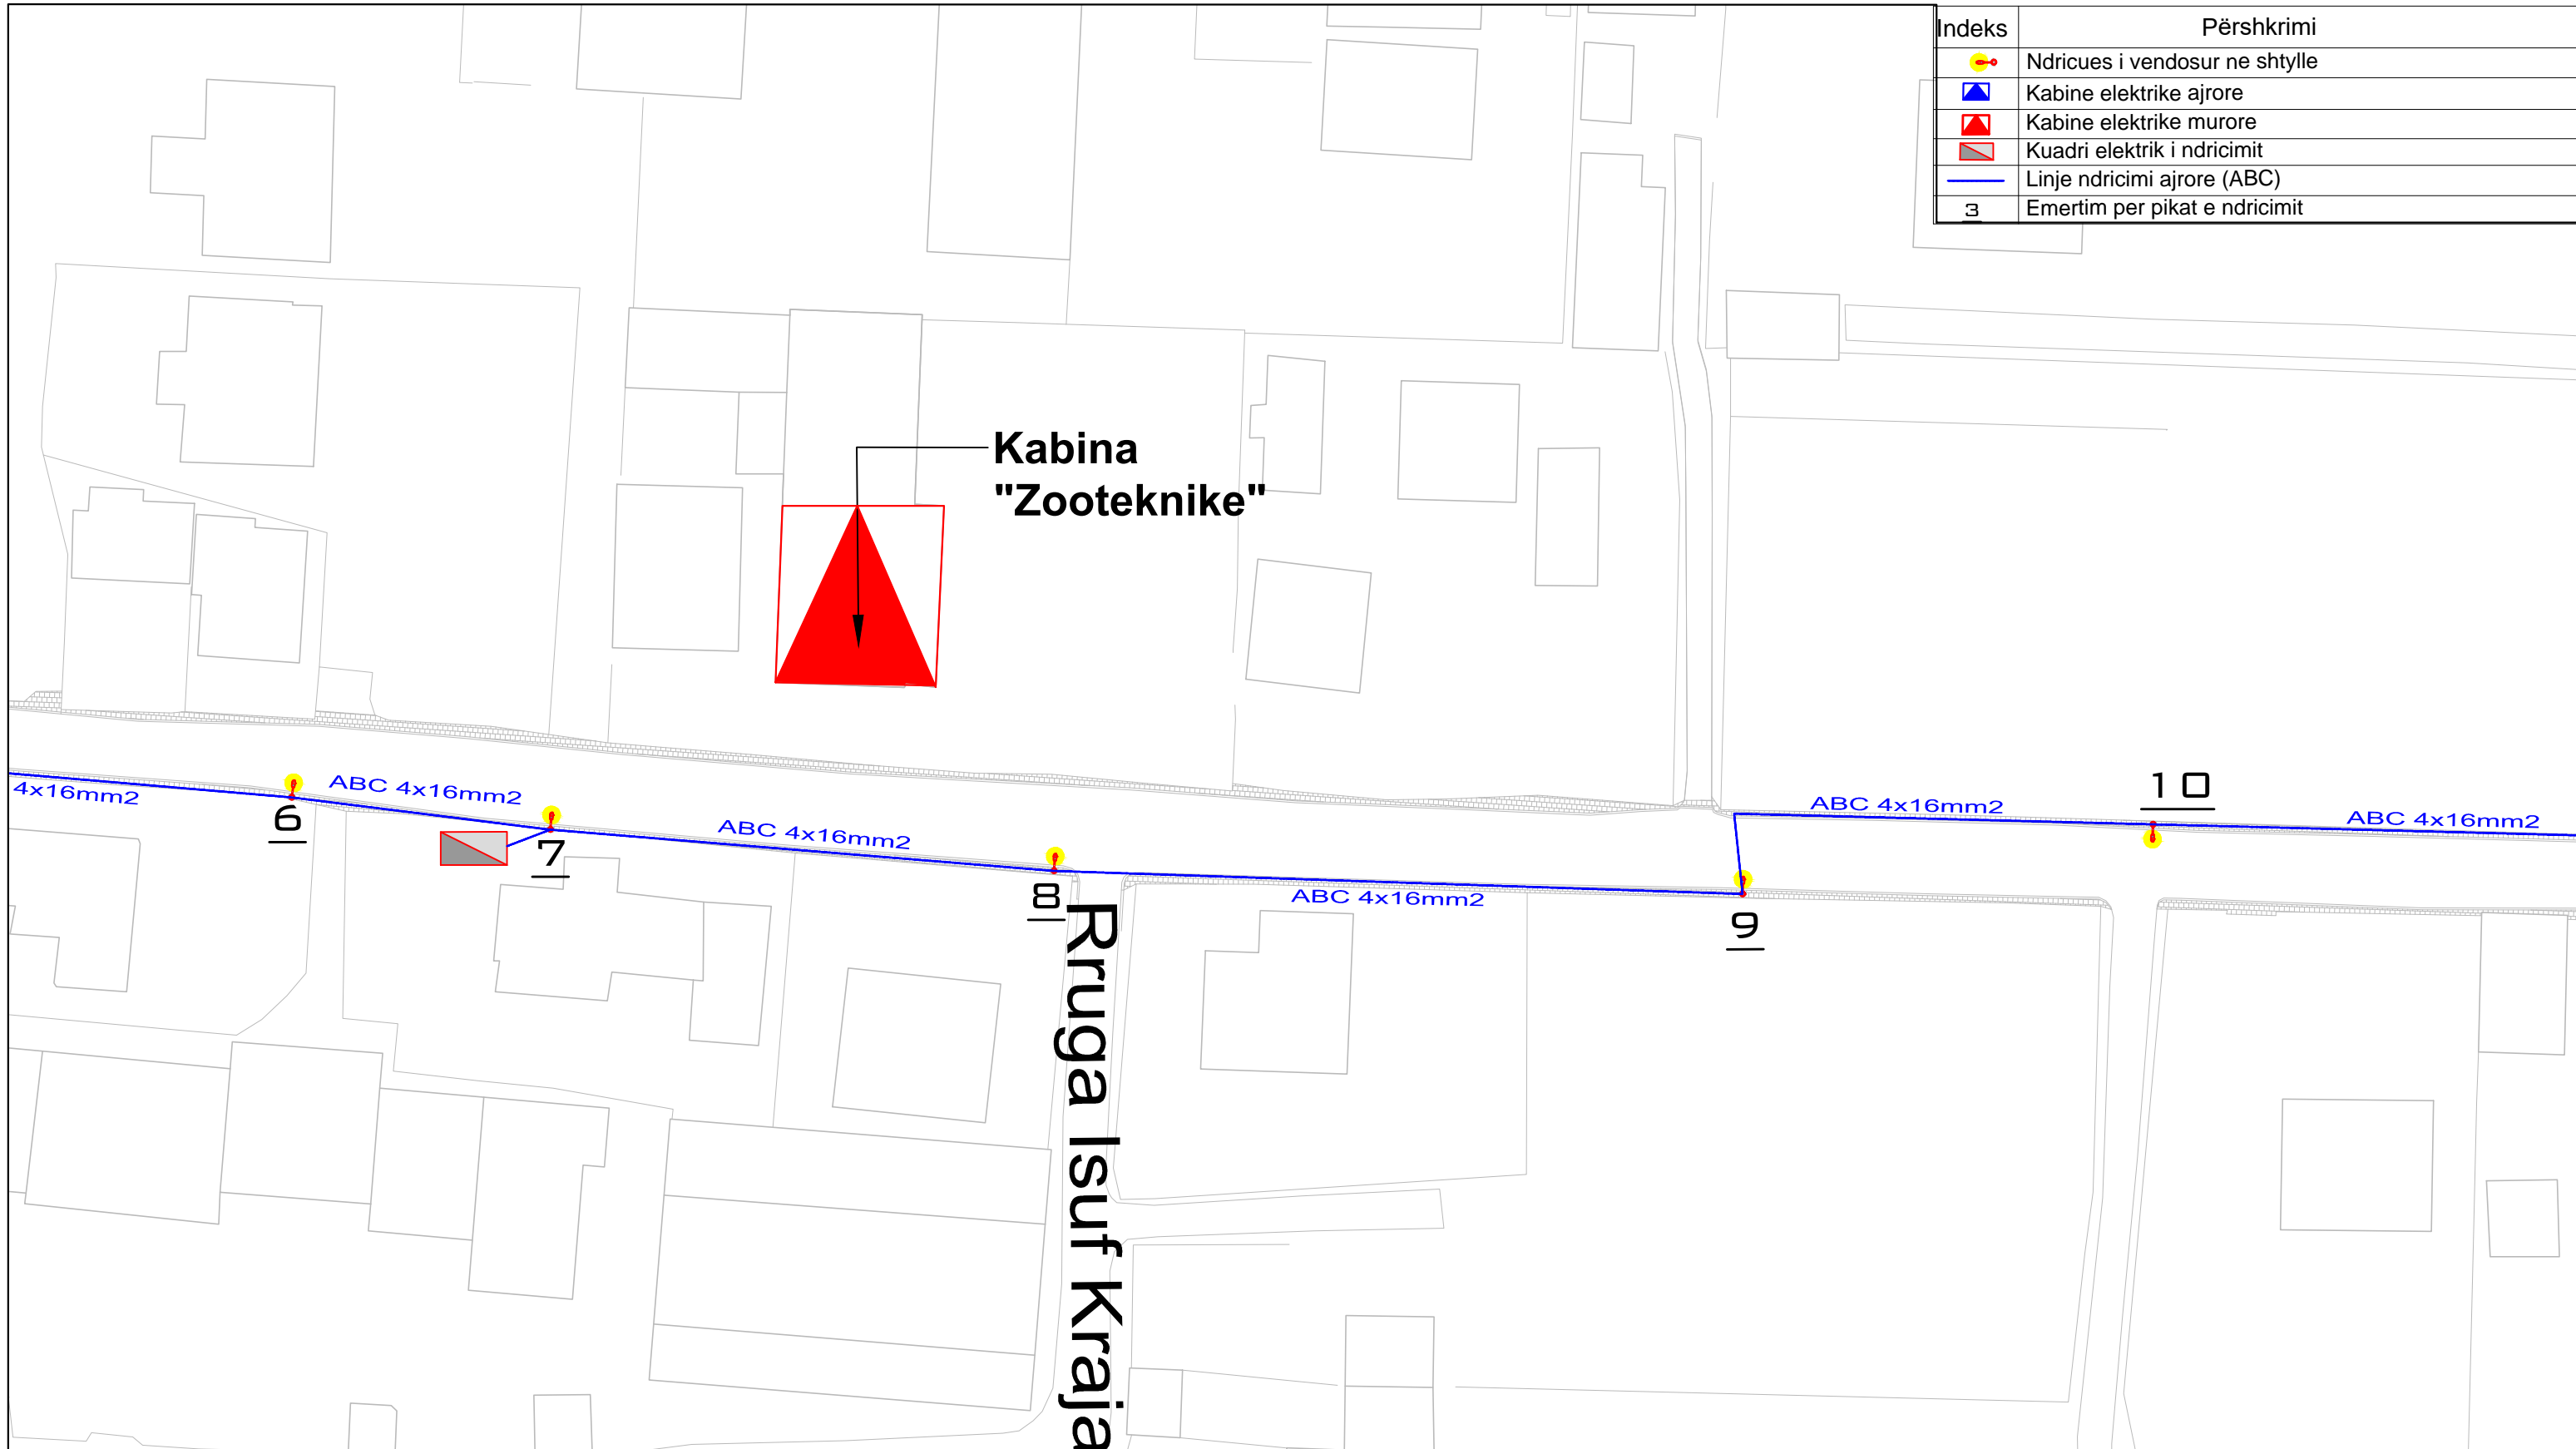 Indeks Përshkrimi
Ndricues i vendosur ne shtylle
Kabine elektrike ajrore
Kabine elektrike murore
Kuadri elektrik i ndricimit
Linje ndricimi ajrore (ABC)
3 Emertim per pikat e ndricimit
Kabina
"Zooteknike"
4x16mm2
6
ABC 4x16mm2
7
ABC 4x16mm2
8
ABC 4x16mm2
9
ABC 4x16mm2
10
ABC 4x16mm2
Rruga Isuf Kraja